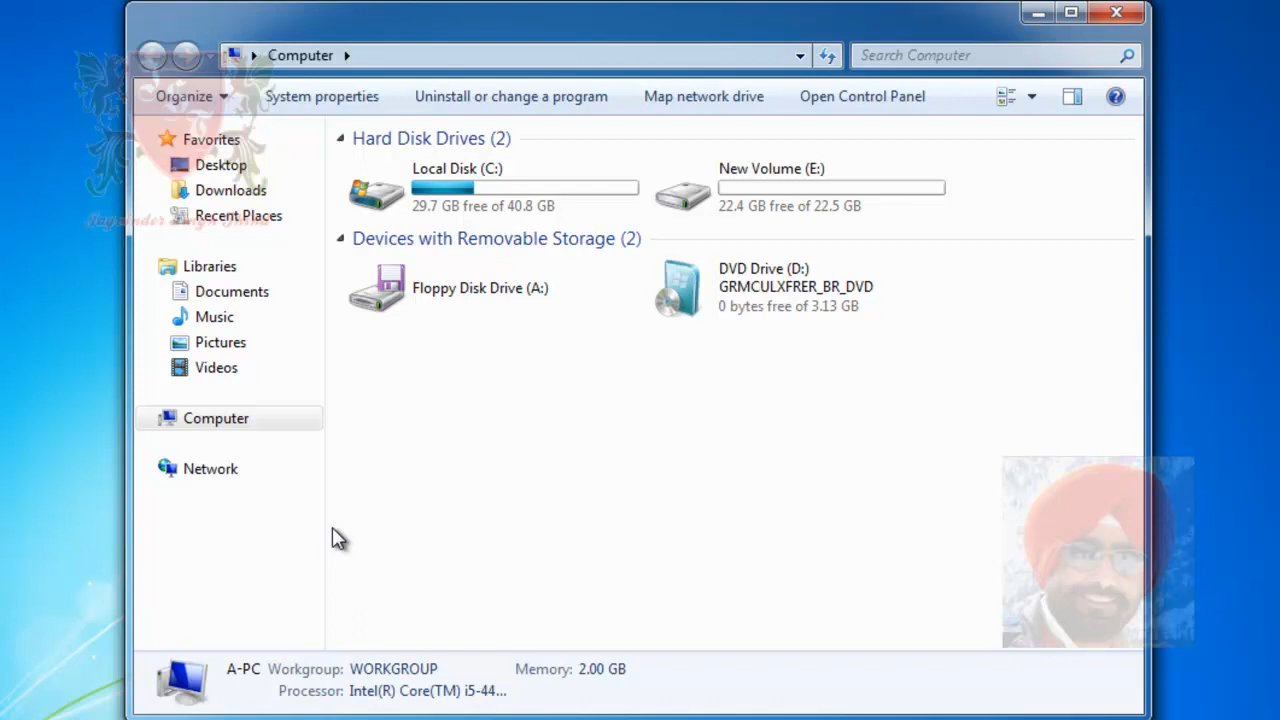 Computer
Search Computer
Organize
System properties
Uninstall or change a program
Map network drive
Open Control Panel
Favorites
Desktop
Downloads
Recent Places
Libraries
Documents
Music
Pictures
Videos
Computer
Network
Hard Disk Drives (2)
Local Disk (C:)
29.7 GB free of 40.8 GB
New Volume (E:)
22.4 GB free of 22.5 GB
Devices with Removable Storage (2)
Floppy Disk Drive (A:)
DVD Drive (D:)
GRMCULXFRER_BR_DVD
0 bytes free of 3.13 GB
A-PC Workgroup: WORKGROUP Memory: 2.00 GB
Processor: Intel(R) Core(TM) i5-44...